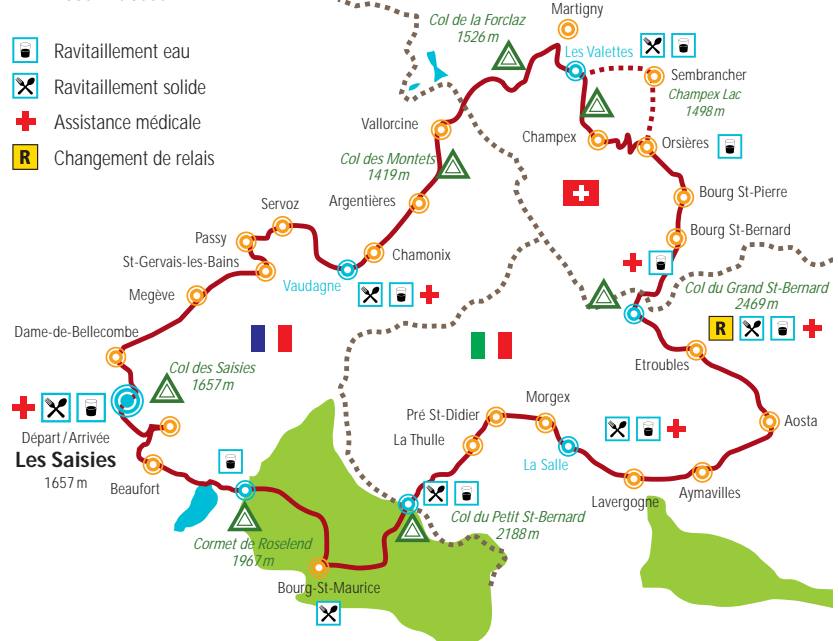 Ravitaillement eau
Ravitaillement solide
Assistance médicale
R Changement de relais
Martigny
Col de la Forclaz
1526 m
Les Valettes
Sembrancher
Champex Lac
1498 m
Vallorcine
Champex
Orsières
Col des Montets
1419 m
Argentières
Bourg St-Pierre
Servoz
Passy
Bourg St-Bernard
St-Gervais-les-Bains
Chamonix
Vaudagne
Megève
Col du Grand St-Bernard
2469 m
R
Dame-de-Bellecombe
Etroubles
Col des Saisies
1657 m
Morgex
Pré St-Didier
Aosta
Départ / Arrivée
Les Saisies
1657 m
La Thulle
La Salle
Beaufort
Aymavilles
Lavergogne
Col du Petit St-Bernard
2188 m
Cormet de Roselend
1967 m
Bourg-St-Maurice